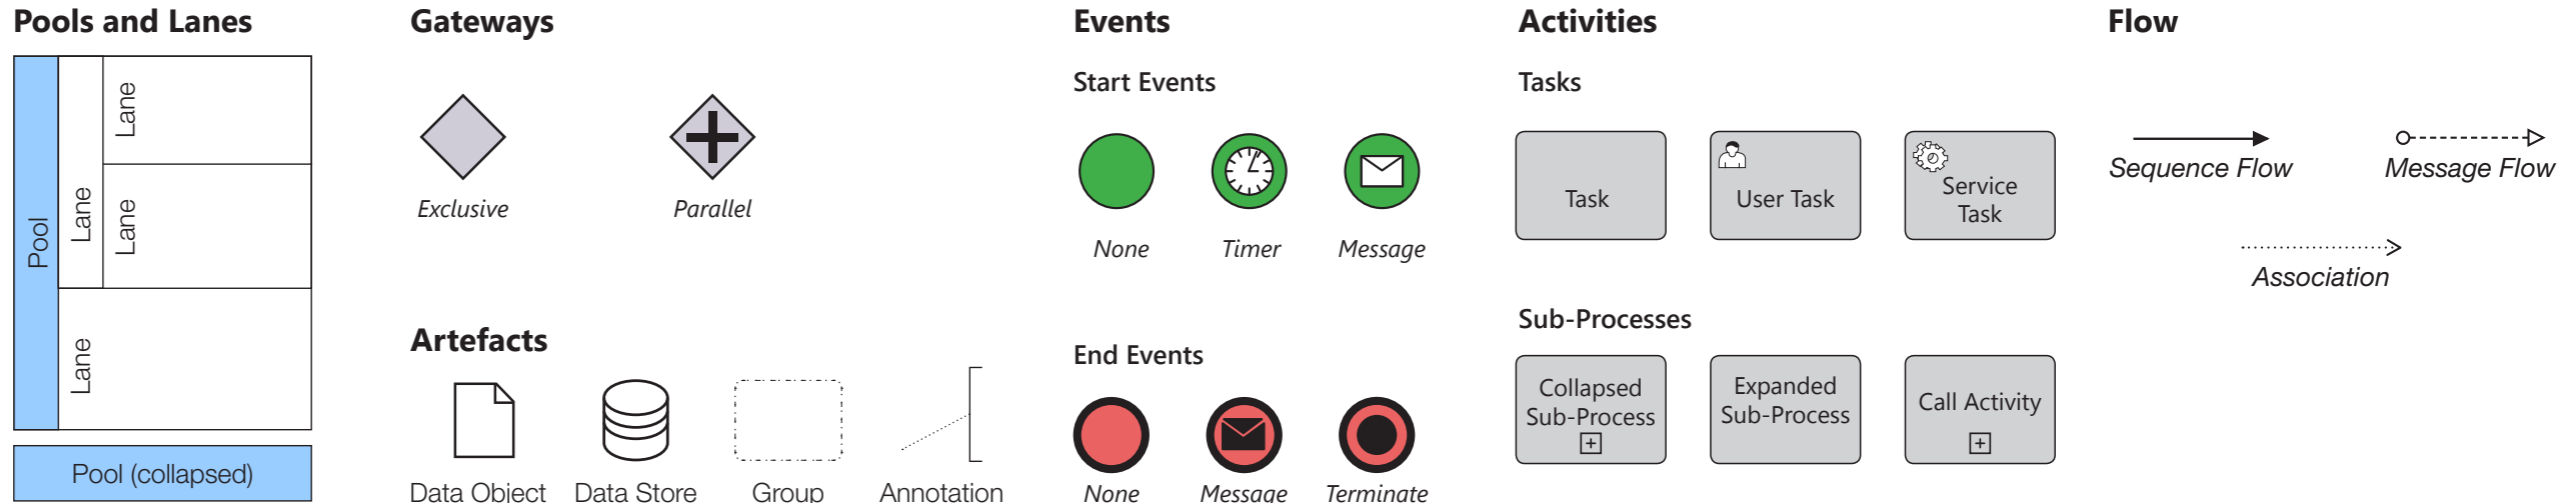 Pools and Lanes
Pool
Lane
Lane
Lane
Lane
Pool (collapsed)
Gateways
Exclusive
Parallel
Artefacts
Data Object
Data Store
Group
Annotation
Events
Start Events
None
Timer
Message
End Events
None
Message
Terminate
Activities
Tasks
Task
User Task
Service
Task
Sub-Processes
Collapsed
Sub-Process
Expanded
Sub-Process
Call Activity
Flow
Sequence Flow
Message Flow
Association